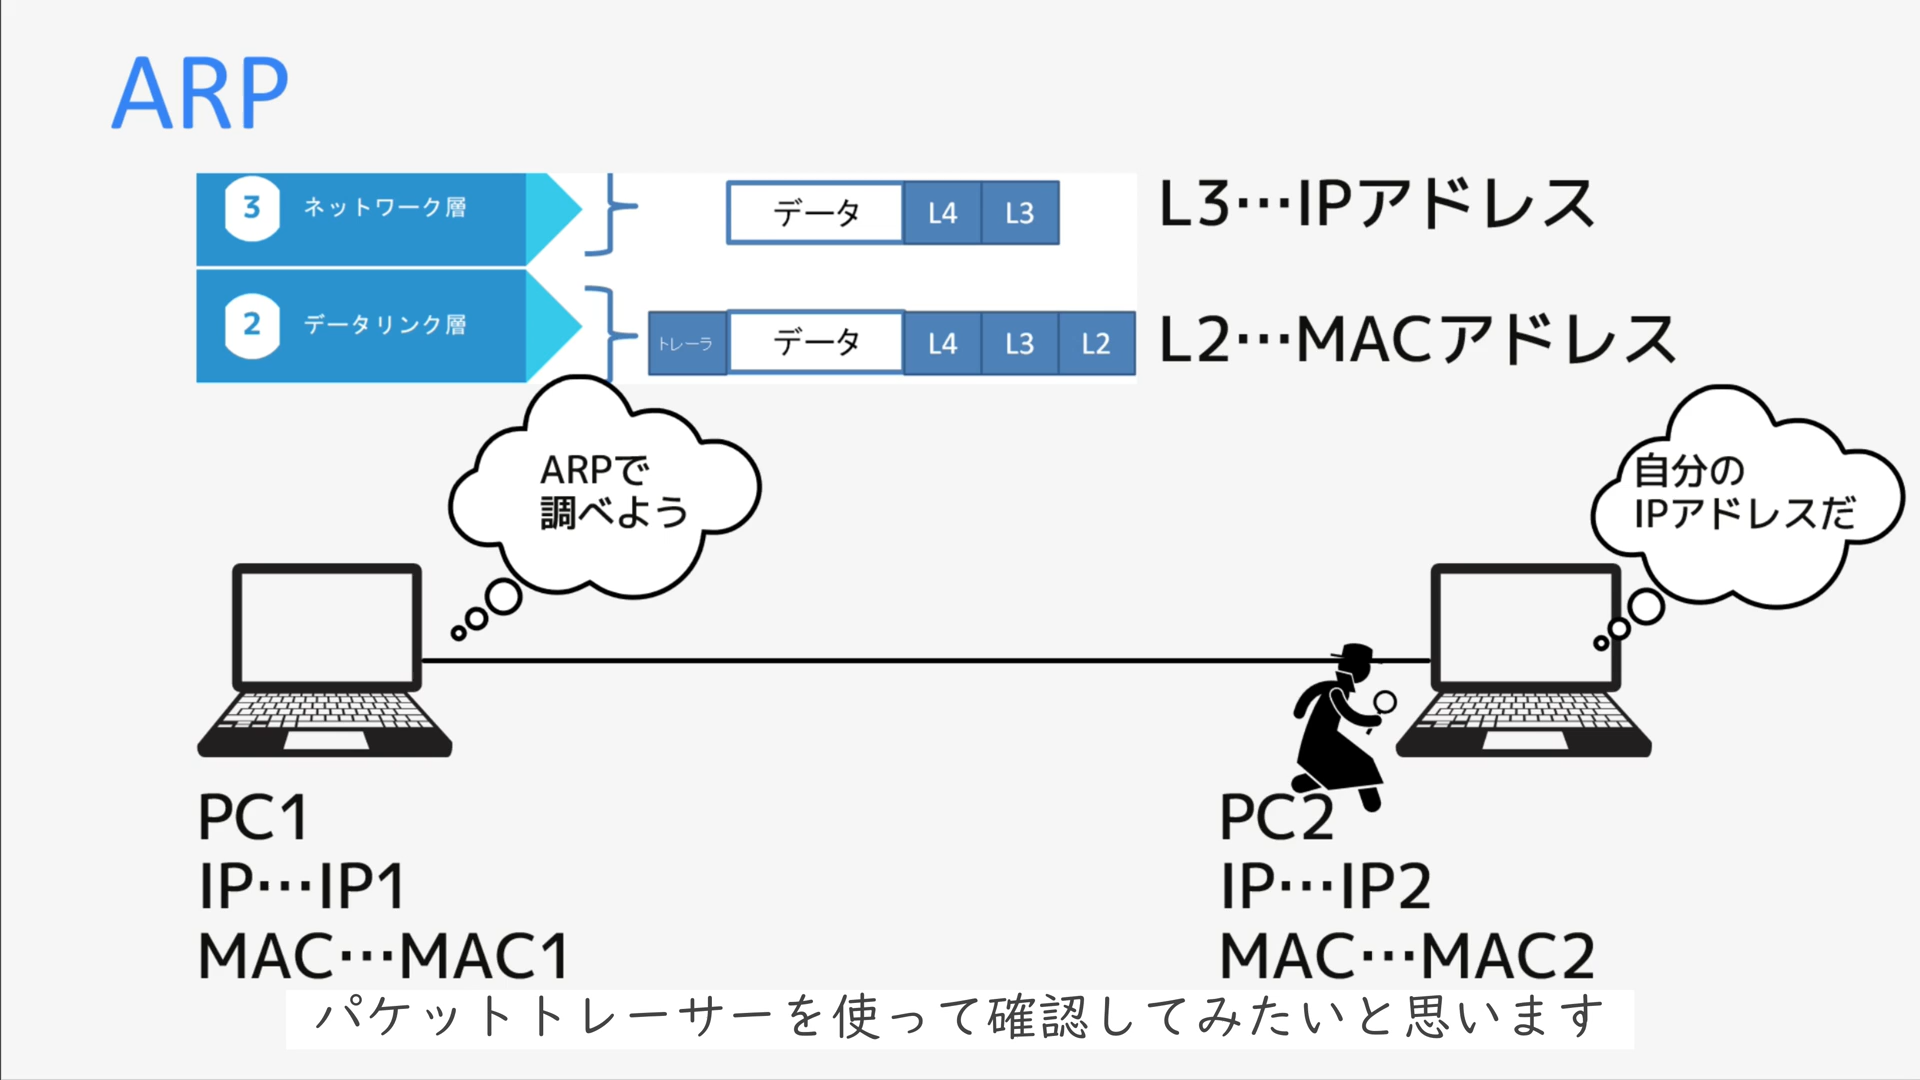 ARP
3 ネットワーク層
データ L4 L3
L3…IPアドレス
2 データリンク層
トレーラ データ L4 L3 L2
L2…MACアドレス
ARPで
調べよう
自分の
IPアドレスだ
PC1
IP…IP1
MAC…MAC1
PC2
IP…IP2
MAC…MAC2
パケットトレーサーを使って確認してみたいと思います